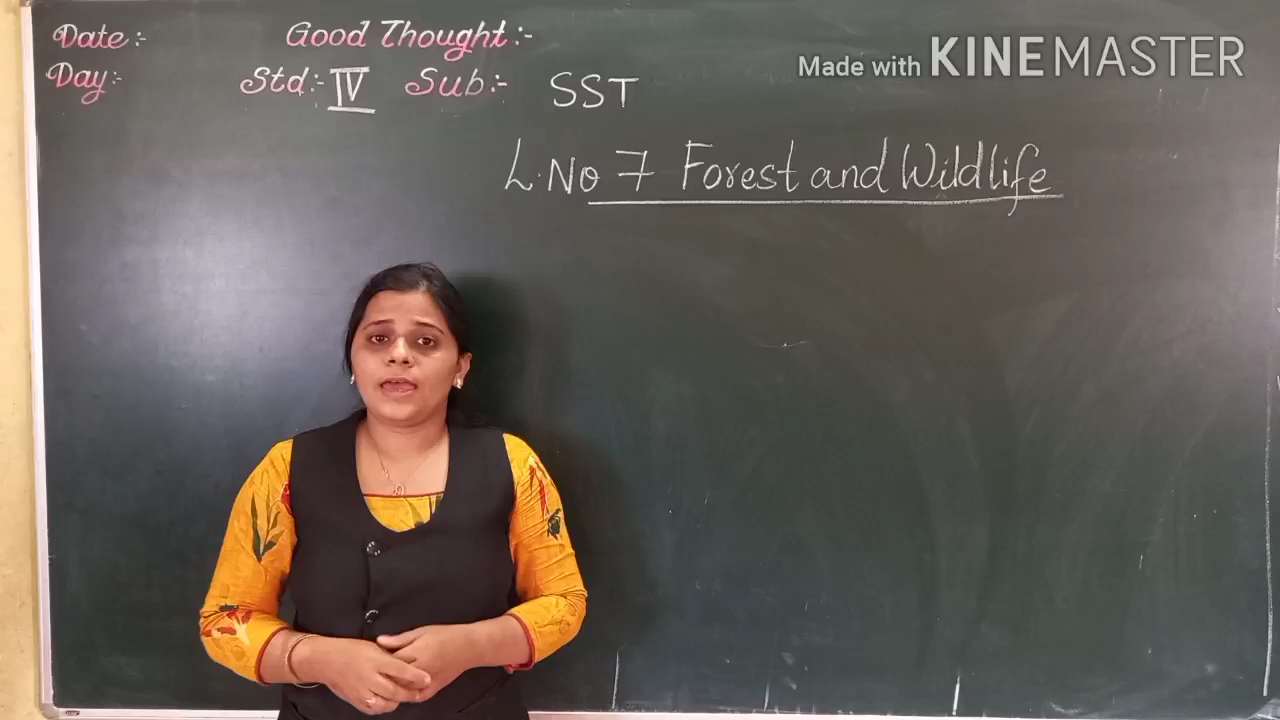 Date:- Good Thought:-
Made with KINEMASTER
Day:- Std:- IV Sub:- SST
L.No 7 Forest and Wildlife